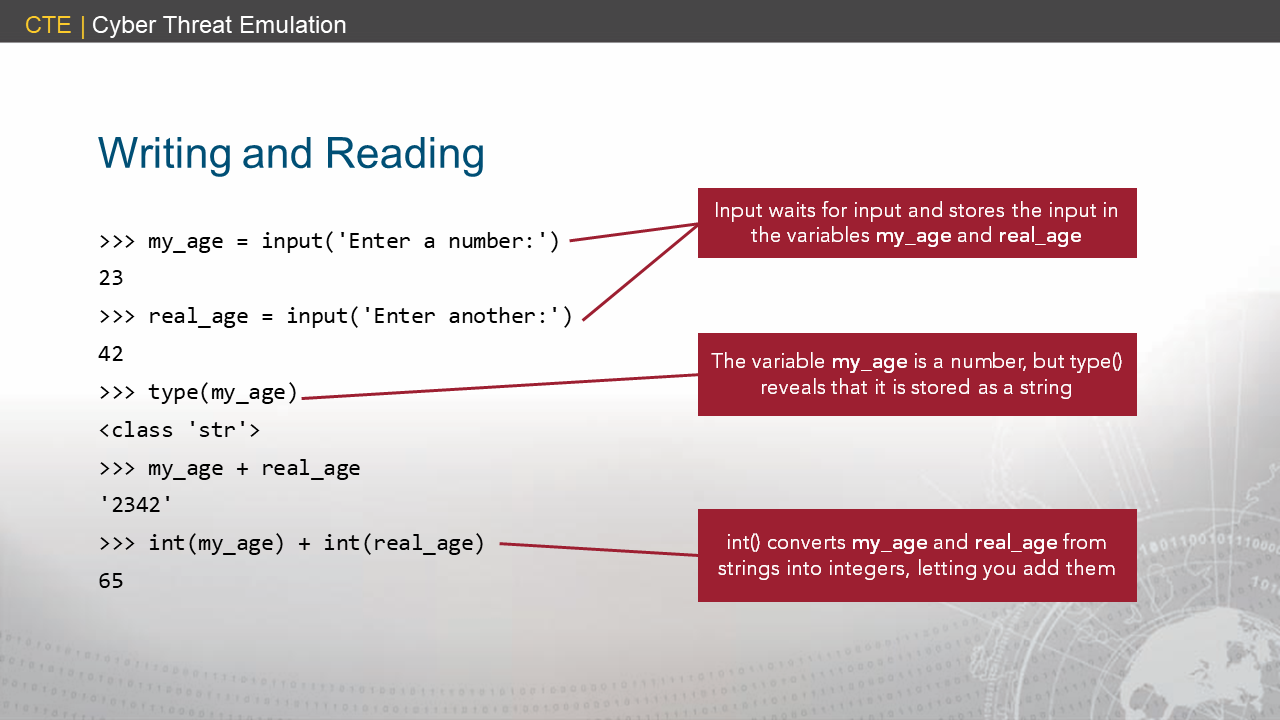 CTE | Cyber Threat Emulation
Writing and Reading
>>> my_age = input('Enter a number:')
23
>>> real_age = input('Enter another:')
42
>>> type(my_age)
<class 'str'>
>>> my_age + real_age
'2342'
>>> int(my_age) + int(real_age)
65
Input waits for input and stores the input in
the variables my_age and real_age
The variable my_age is a number, but type()
reveals that it is stored as a string
int() converts my_age and real_age from
strings into integers, letting you add them